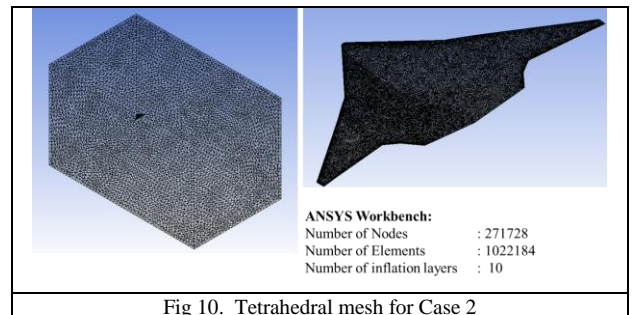 ANSYS Workbench:
Number of Nodes : 271728
Number of Elements : 1022184
Number of inflation layers : 10
Fig 10. Tetrahedral mesh for Case 2